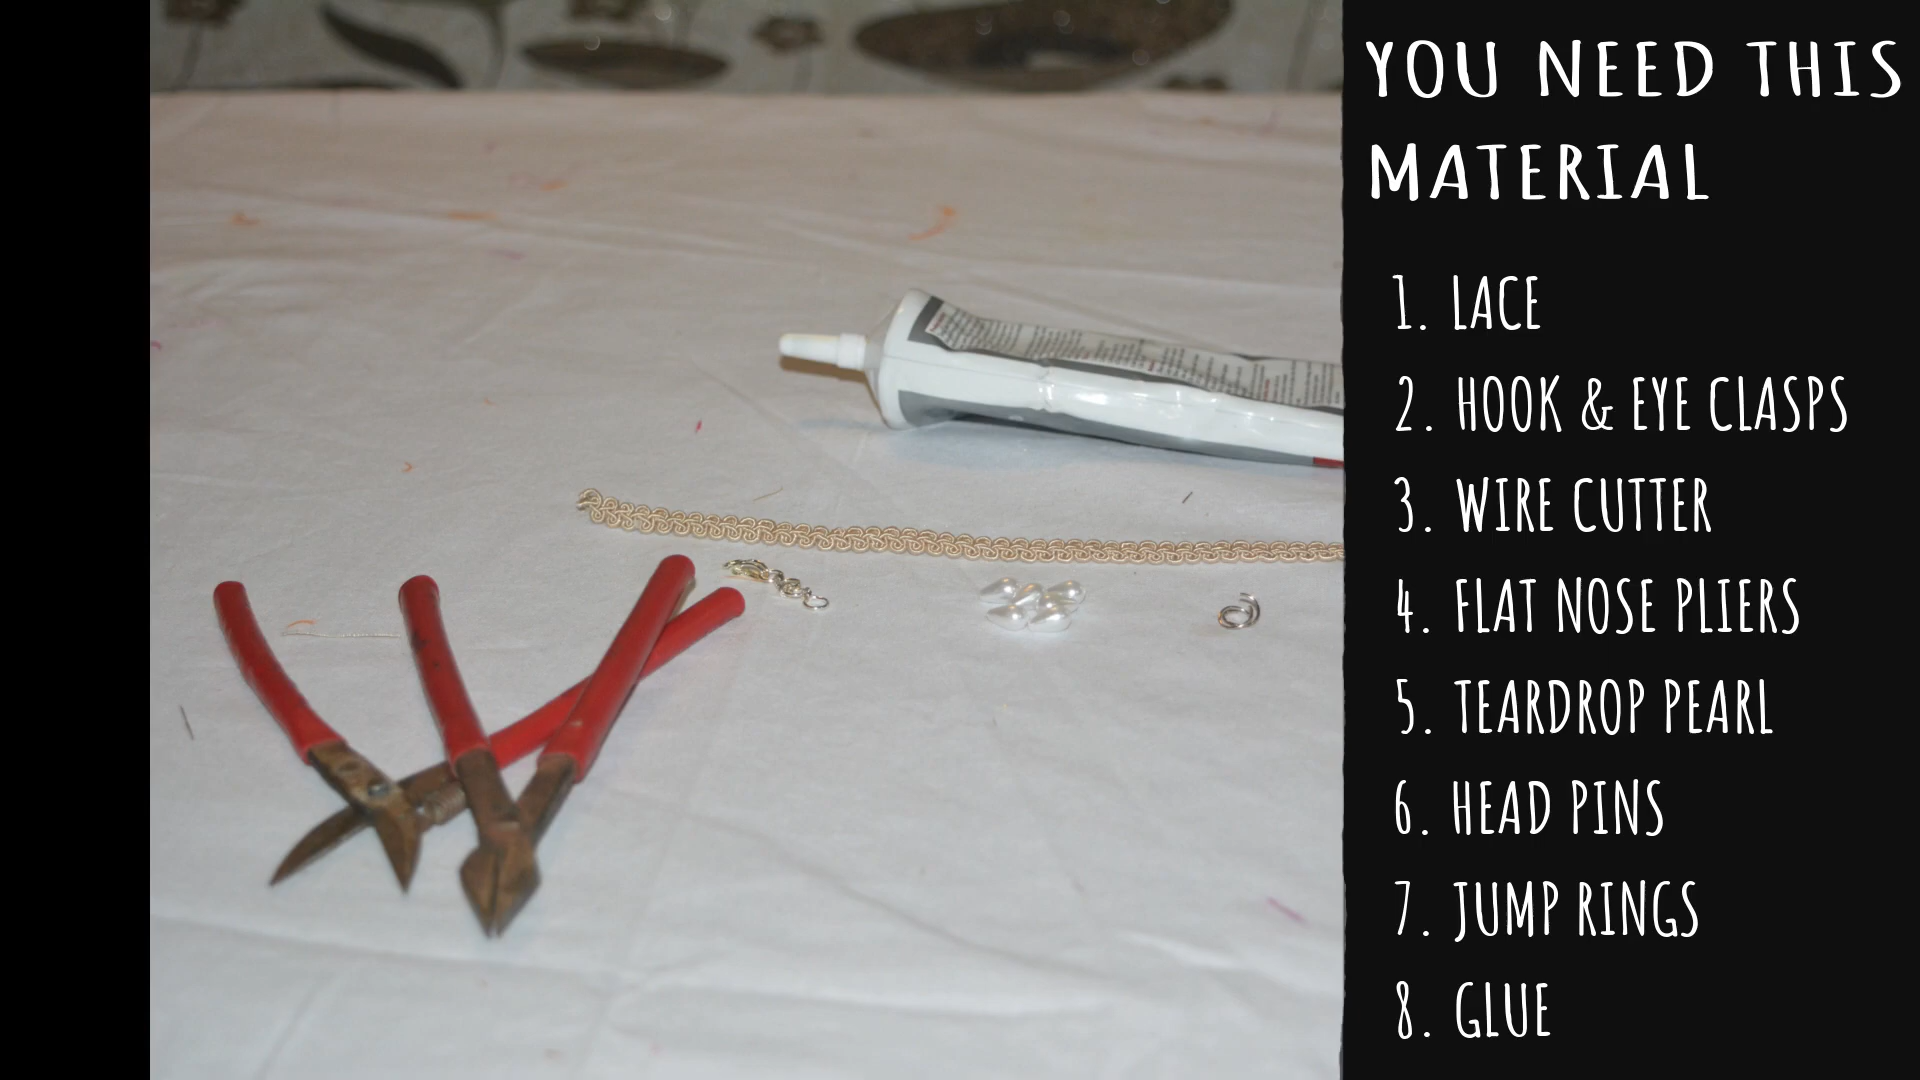 YOU NEED THIS
MATERIAL
1. LACE
2. HOOK & EYE CLASPS
3. WIRE CUTTER
4. FLAT NOSE PLIERS
5. TEARDROP PEARL
6. HEAD PINS
7. JUMP RINGS
8. GLUE